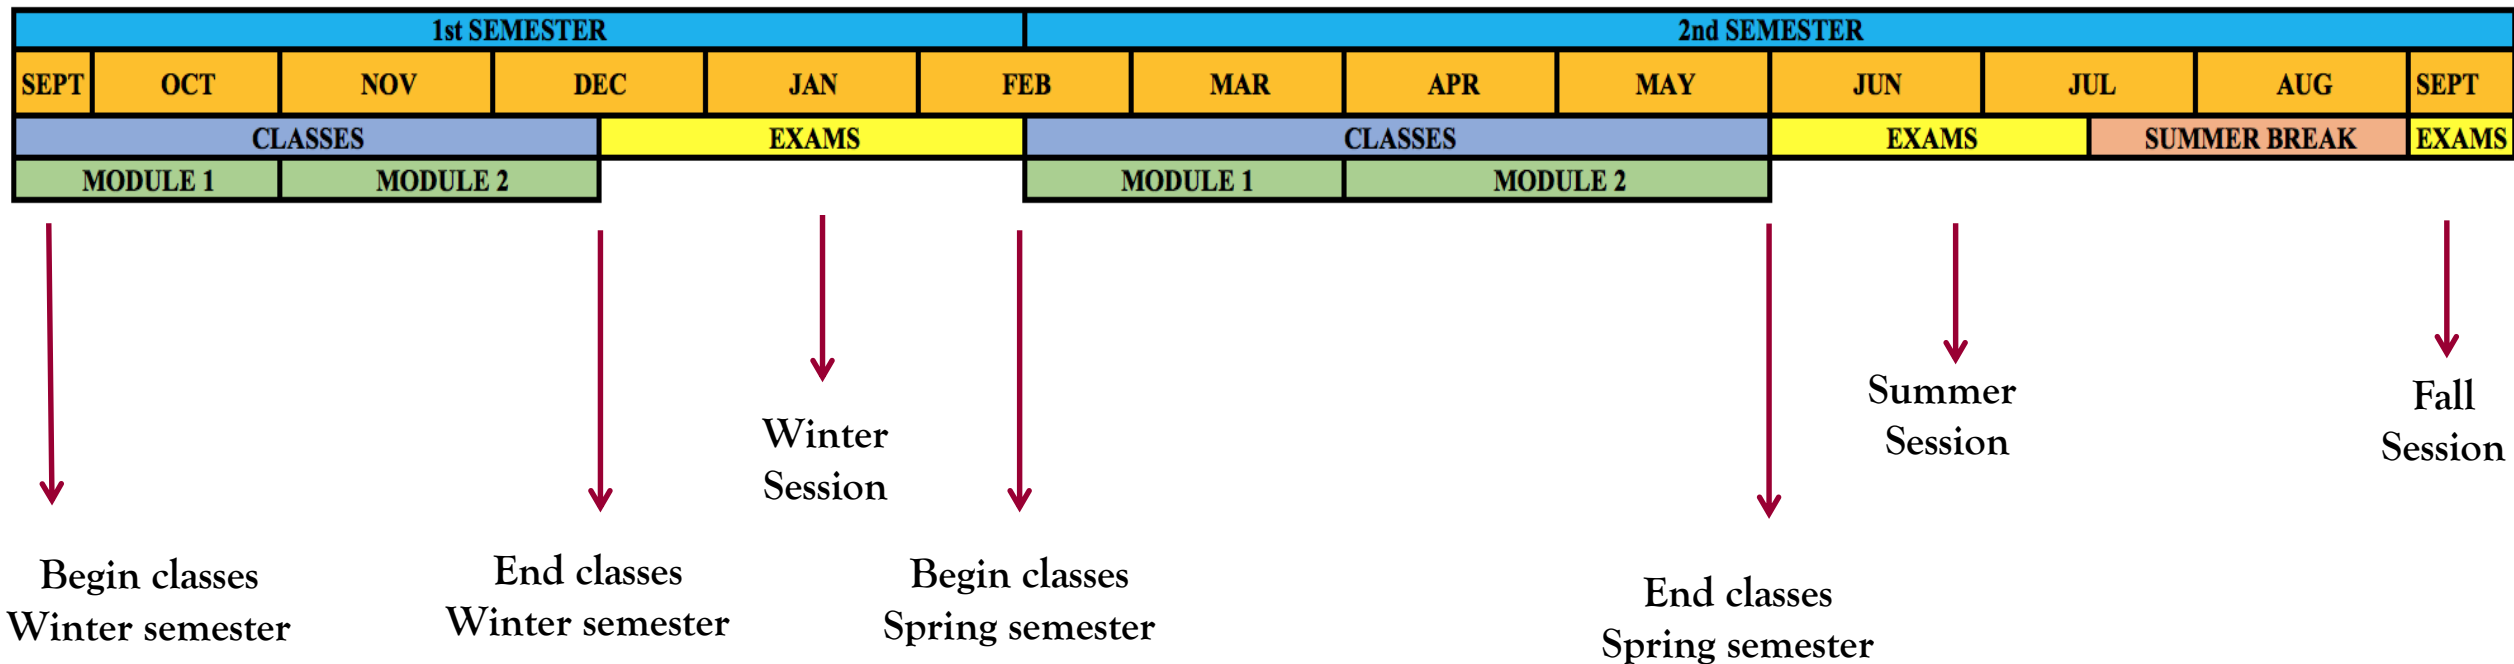 1st SEMESTER 2nd SEMESTER
SEPT OCT NOV DEC JAN FEB MAR APR MAY JUN JUL AUG SEPT
CLASSES EXAMS CLASSES EXAMS SUMMER BREAK EXAMS
MODULE 1 MODULE 2 MODULE 1 MODULE 2
Begin classes
Winter semester
End classes
Winter semester
Winter
Session
Begin classes
Spring semester
End classes
Spring semester
Summer
Session
Fall
Session